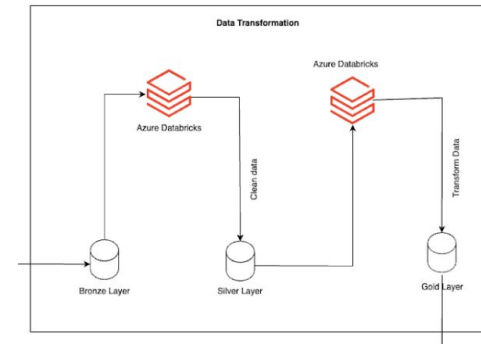 Data Transformation
Azure Databricks
Azure Databricks
Clean data
Transform Data
Bronze Layer
Silver Layer
Gold Layer